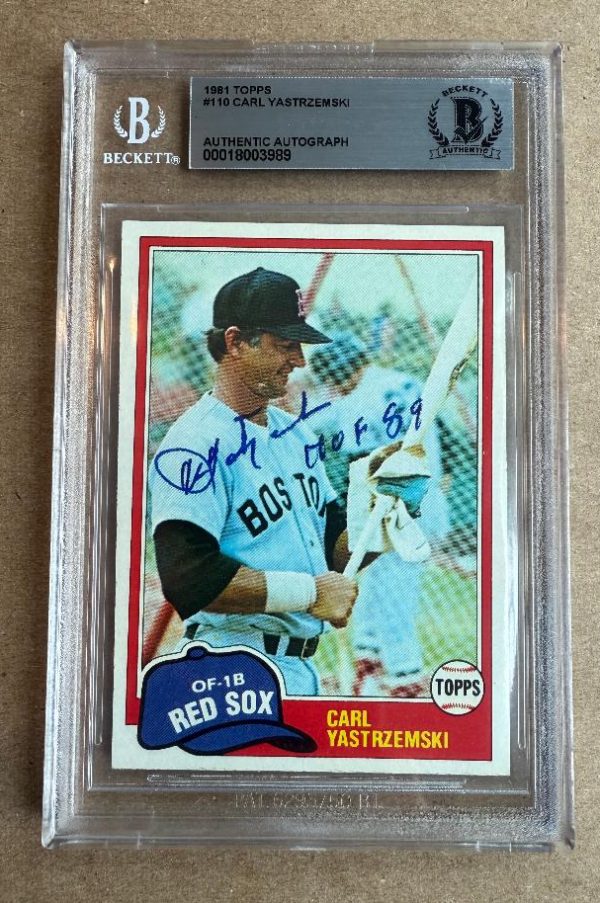 1981 TOPPS
#110 CARL YASTRZEMSKI
AUTHENTIC AUTOGRAPH
00018003989
B
BECKETT®
BECKETT
B
AUTHENTIC
HOF 89
BOSTO
OF-1B
RED SOX
TOPPS
CARL
YASTRZEMSKI